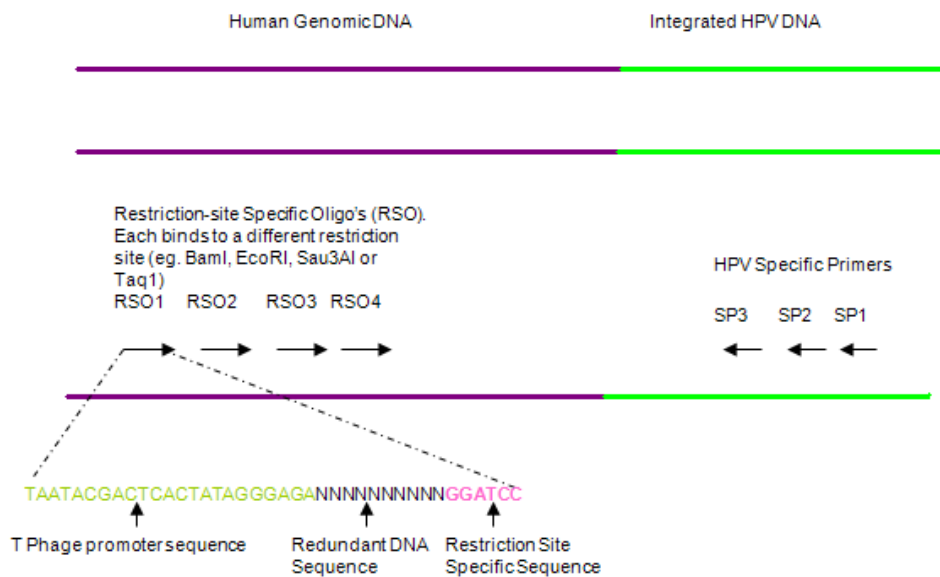 Human Genomic DNA
Integrated HPV DNA
Restriction-site Specific Oligo's (RSO).
Each binds to a different restriction
site (eg. BamI, EcoRI, Sau3AI or
Taq1)
HPV Specific Primers
RSO1 RSO2 RSO3 RSO4
SP3 SP2 SP1
TAATACGACTCACTATAGGGAGANNNNNNNNNNGGATCC
T Phage promoter sequence
Redundant DNA
Sequence
Restriction Site
Specific Sequence